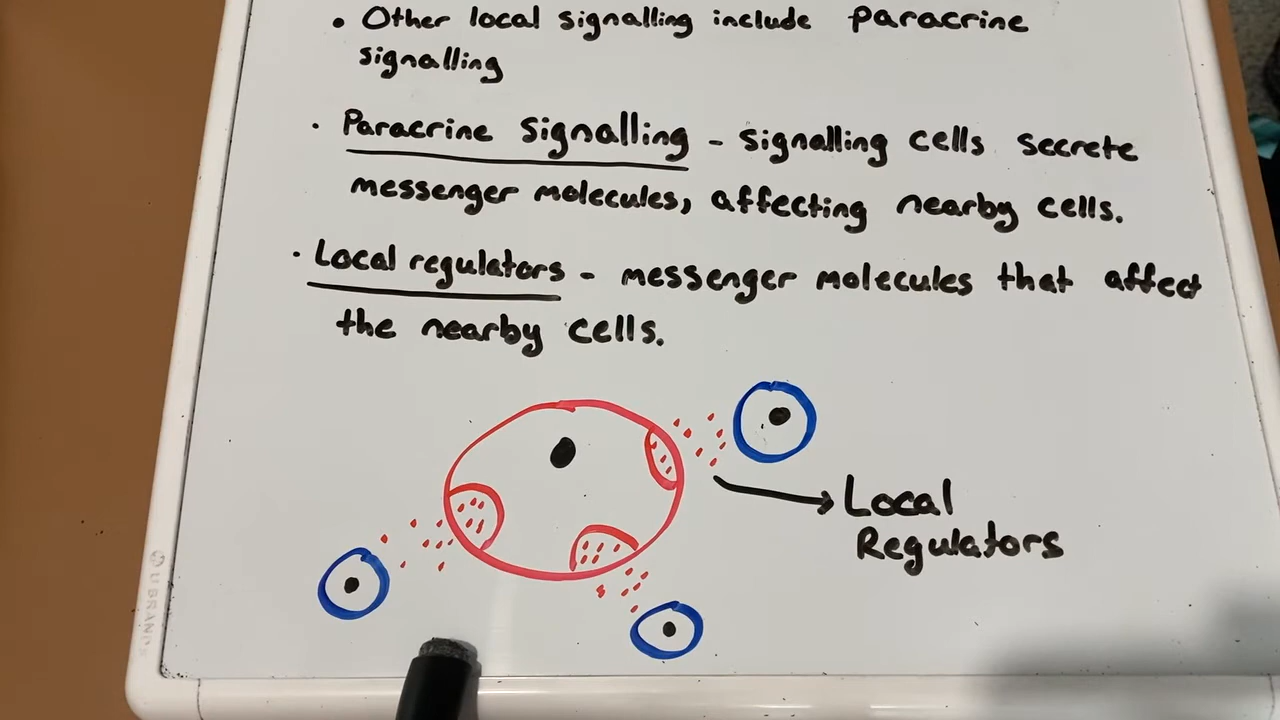 • Other local signalling include paracrine
signalling
• Paracrine signalling - signalling cells secrete
messenger molecules, affecting nearby cells.
• Local regulators - messenger molecules that affect
the nearby cells.
Local
Regulators
U BRANDS